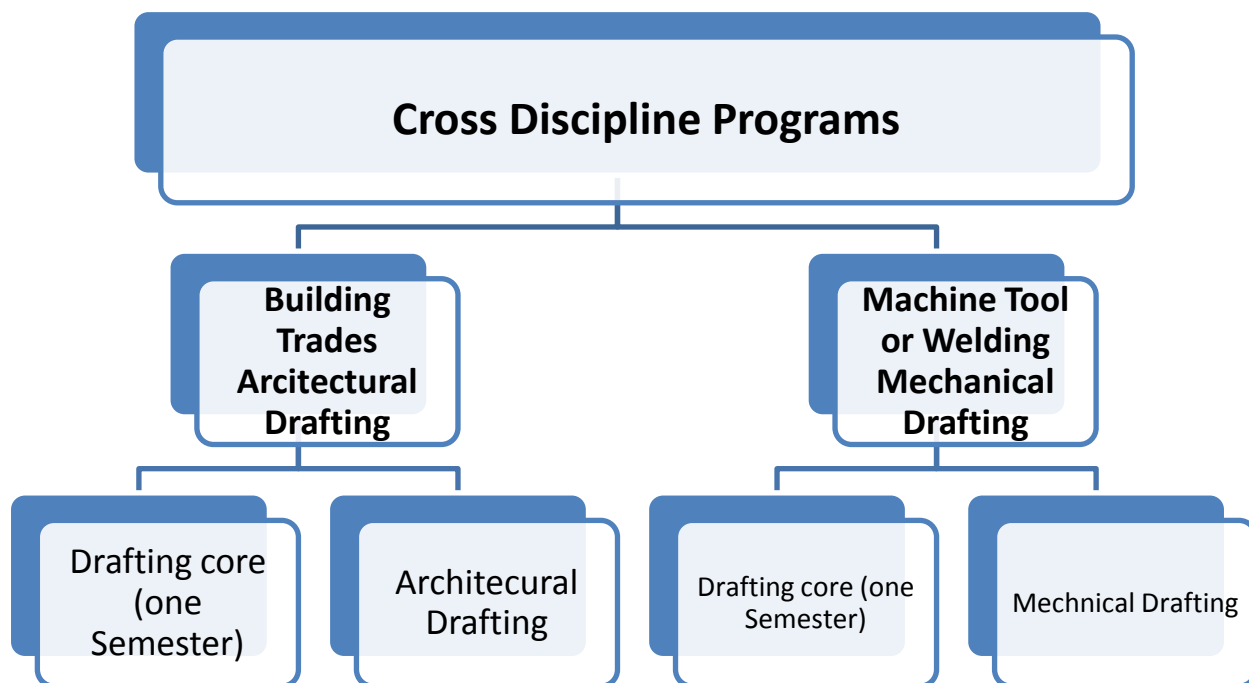 Cross Discipline Programs
Building
Trades
Arcitectural
Drafting
Machine Tool
or Welding
Mechanical
Drafting
Drafting core
(one
Semester)
Architecural
Drafting
Drafting core (one
Semester)
Mechnical Drafting